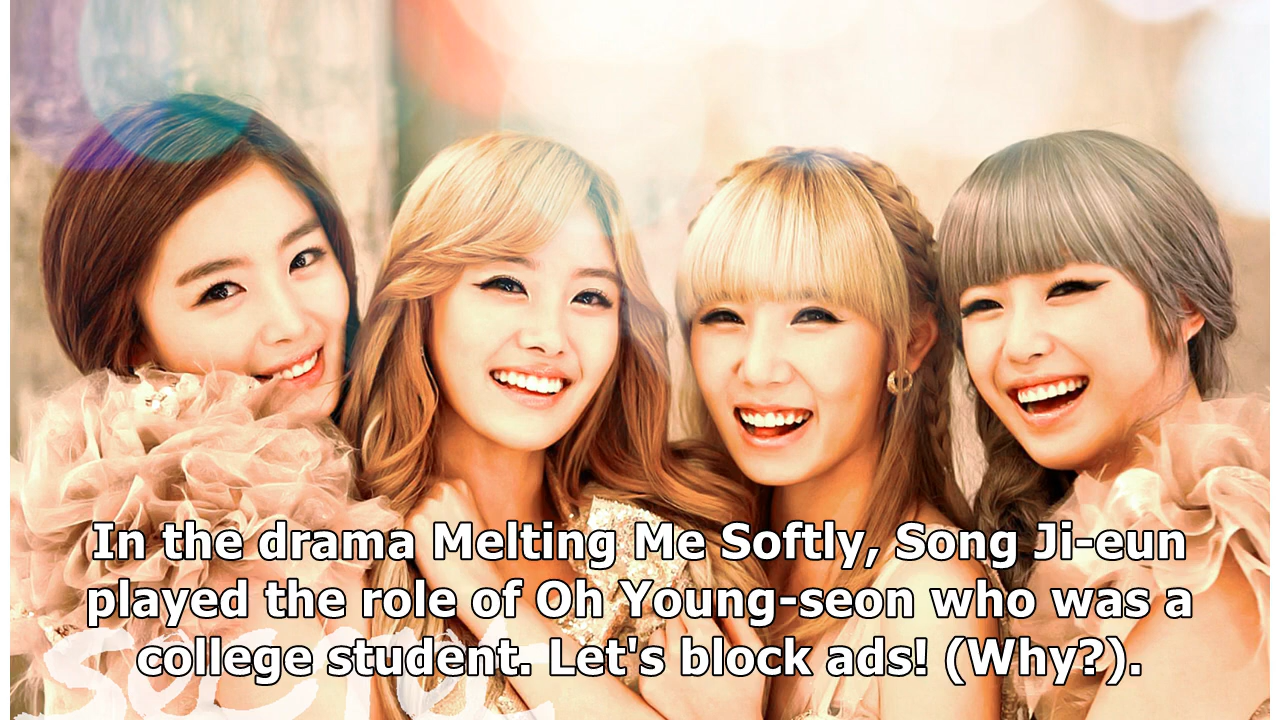 In the drama Melting Me Softly, Song Ji-eun
played the role of Oh Young-seon who was a
college student. Let's block ads! (Why?).